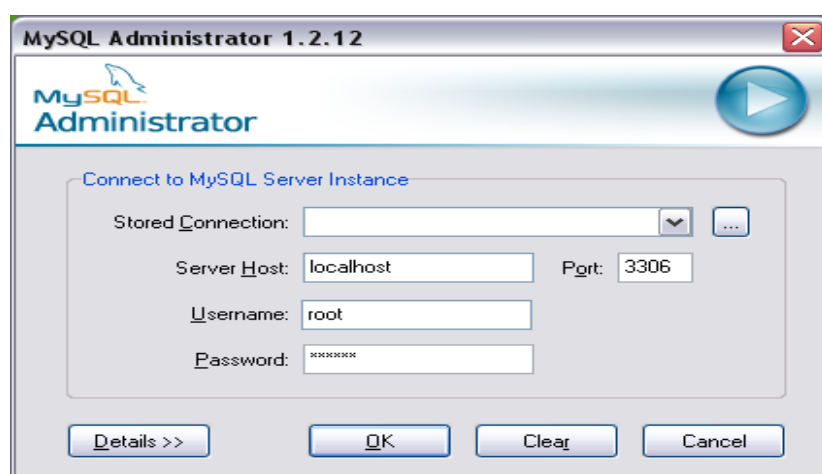 MySQL Administrator 1.2.12
MySQL
Administrator
Connect to MySQL Server Instance
Stored Connection: ...
Server Host: localhost Port: 3306
Username: root
Password: ******
Details >> OK Clear Cancel